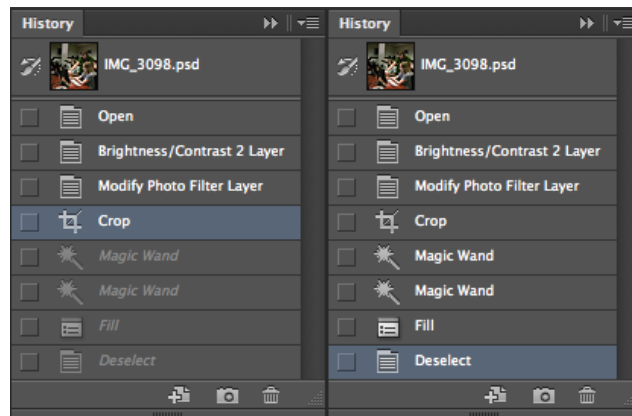 History
IMG_3098.psd
Open
Brightness/Contrast 2 Layer
Modify Photo Filter Layer
Crop
Magic Wand
Magic Wand
Fill
Deselect
History
IMG_3098.psd
Open
Brightness/Contrast 2 Layer
Modify Photo Filter Layer
Crop
Magic Wand
Magic Wand
Fill
Deselect